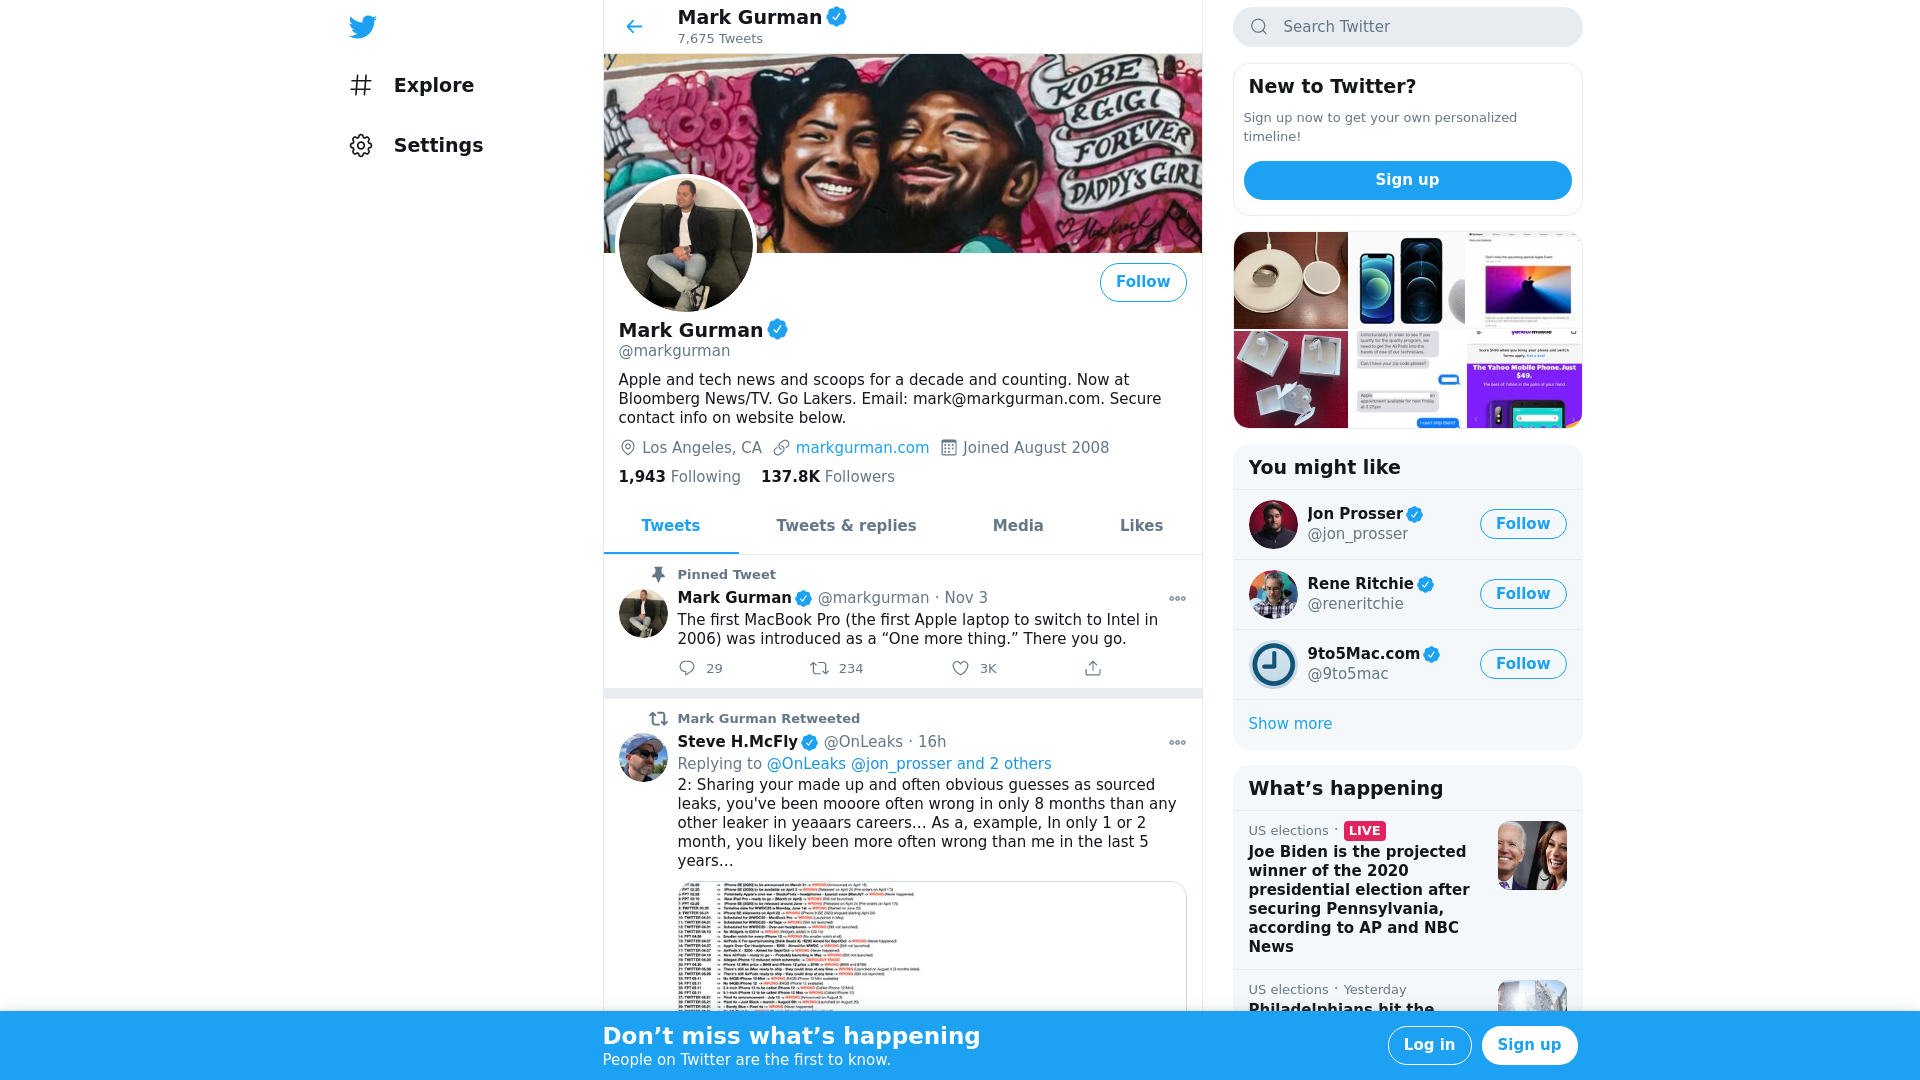 Explore
Settings
Mark Gurman
7,675 Tweets
KOBE
& GIGI
FOREVER
DADDY'S GIRL
Follow
Mark Gurman
@markgurman
Apple and tech news and scoops for a decade and counting. Now at
Bloomberg News/TV. Go Lakers. Email: mark@markgurman.com. Secure
contact info on website below.
Los Angeles, CA markgurman.com Joined August 2008
1,943 Following 137.8K Followers
Tweets Tweets & replies Media Likes
Pinned Tweet
Mark Gurman @markgurman · Nov 3
The first MacBook Pro (the first Apple laptop to switch to Intel in
2006) was introduced as a “One more thing.” There you go.
29 234 3K
Mark Gurman Retweeted
Steve H.McFly @OnLeaks · 16h
Replying to @OnLeaks @jon_prosser and 2 others
2: Sharing your made up and often obvious guesses as sourced
leaks, you've been mooore often wrong in only 8 months than any
other leaker in yeaaars careers… As a, example, In only 1 or 2
month, you likely been more often wrong than me in the last 5
years…
Search Twitter
New to Twitter?
Sign up now to get your own personalized
timeline!
Sign up
The Yahoo Mobile Phone. Just
$49.
You might like
Jon Prosser
@jon_prosser
Follow
Rene Ritchie
@reneritchie
Follow
9to5Mac.com
@9to5mac
Follow
Show more
What’s happening
US elections · LIVE
Joe Biden is the projected
winner of the 2020
presidential election after
securing Pennsylvania,
according to AP and NBC
News
US elections · Yesterday
Philadelphians hit the
Don’t miss what’s happening
People on Twitter are the first to know.
Log in
Sign up